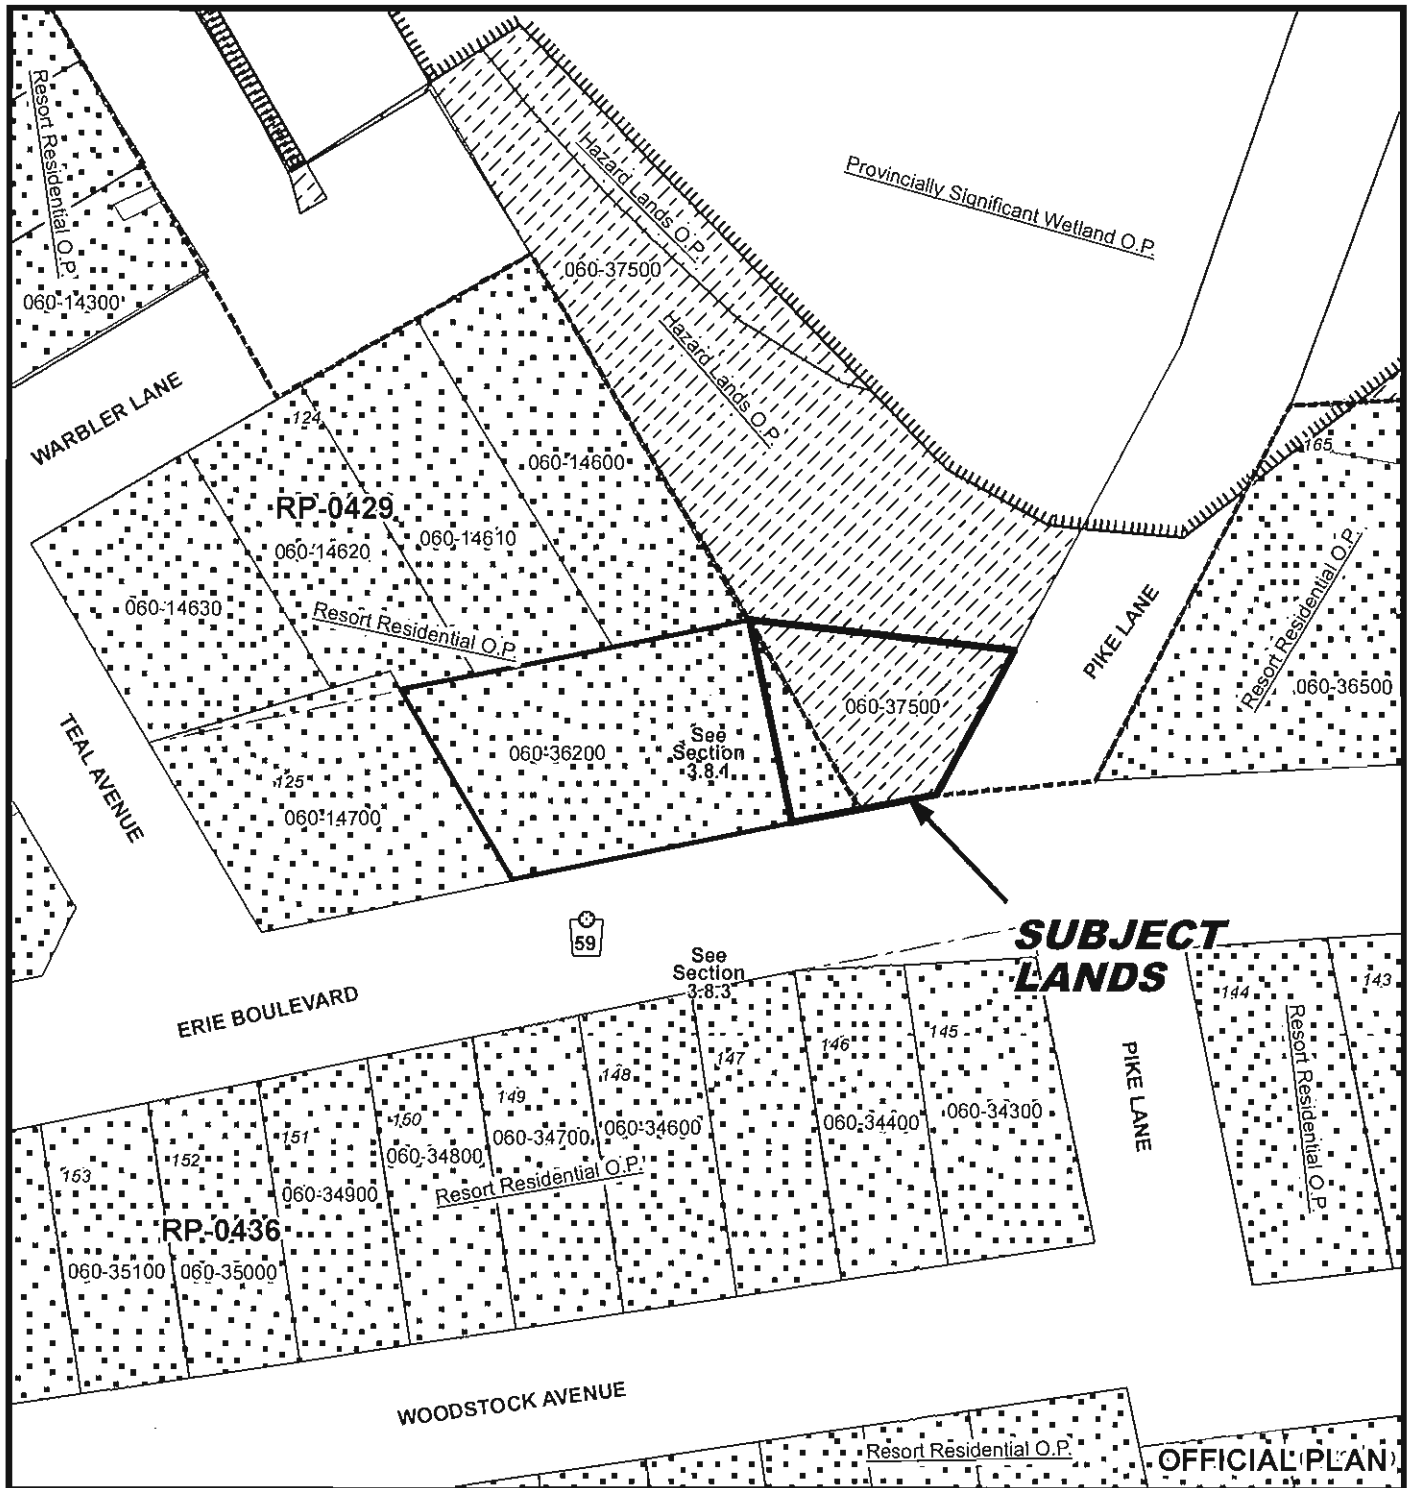 Resort Residential O.P.
060-14300
Hazard Lands O.P.
Provincially Significant Wetland O.P.
060-37500
Hazard Lands O.P.
WARBLER LANE
124
060-14600
165
RP-0429
060-14620
060-14610
060-14630
Resort Residential O.P.
PIKE LANE
Resort Residential O.P.
060-36500
060-37500
TEAL AVENUE
060-36200
See
Section
3.8.1
125
060-14700
59
SUBJECT
LANDS
See
Section
3.8.3
ERIE BOULEVARD
143
144
145
146
147
148
149
150
151
152
153
Resort Residential O.P.
PIKE LANE
060-34300
060-34400
060-34600
060-34700
060-34800
060-34900
Resort Residential O.P.
RP-0436
060-35100
060-35000
WOODSTOCK AVENUE
Resort Residential O.P.
OFFICIAL PLAN